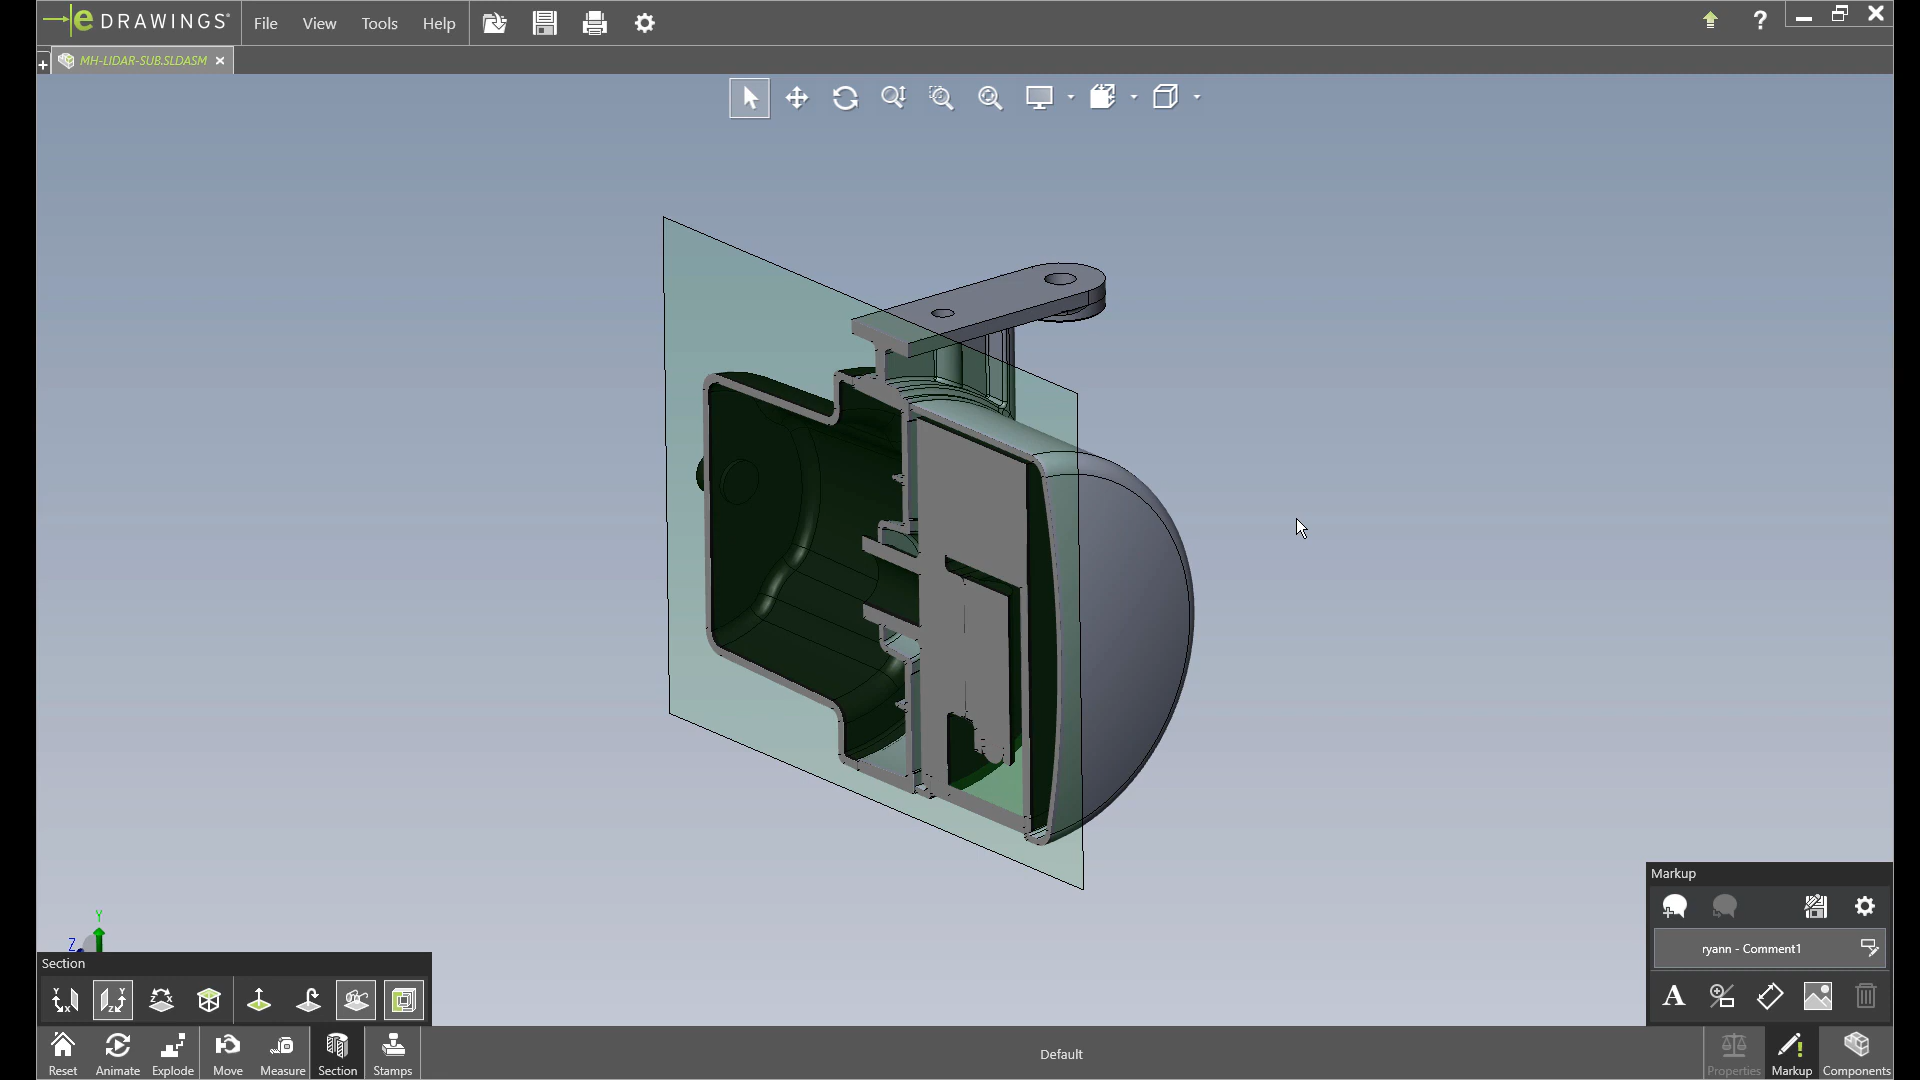 eDRAWINGS®
File View Tools Help
?
+ MH-LIDAR-SUB.SLDASM
Y
Z
Section
Y X
Z Y
Z X
Reset Animate Explode Move Measure Section Stamps
Default
Markup
ryann - Comment1
A
Properties Markup Components